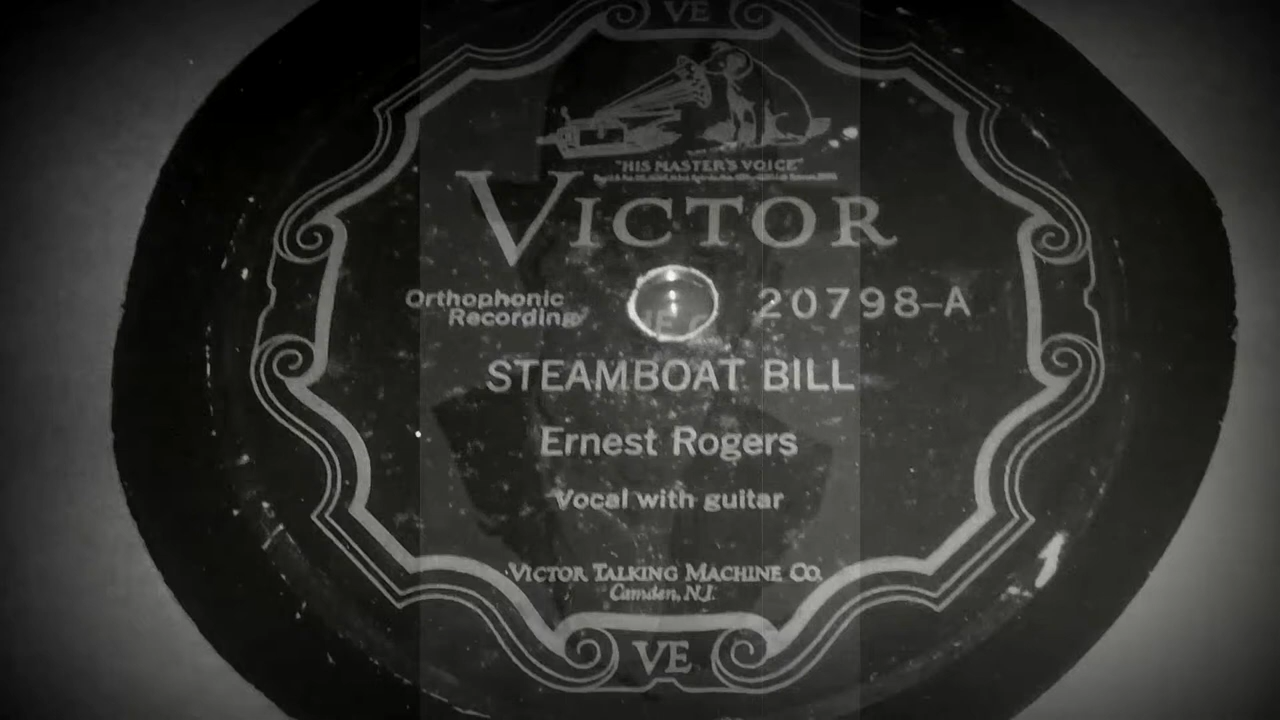 VE
"HIS MASTER'S VOICE"
VICTOR
Orthophonic
Recording
20798-A
STEAMBOAT BILL
Ernest Rogers
Vocal with guitar
VICTOR TALKING MACHINE CO.
Camden, N.J.
VE